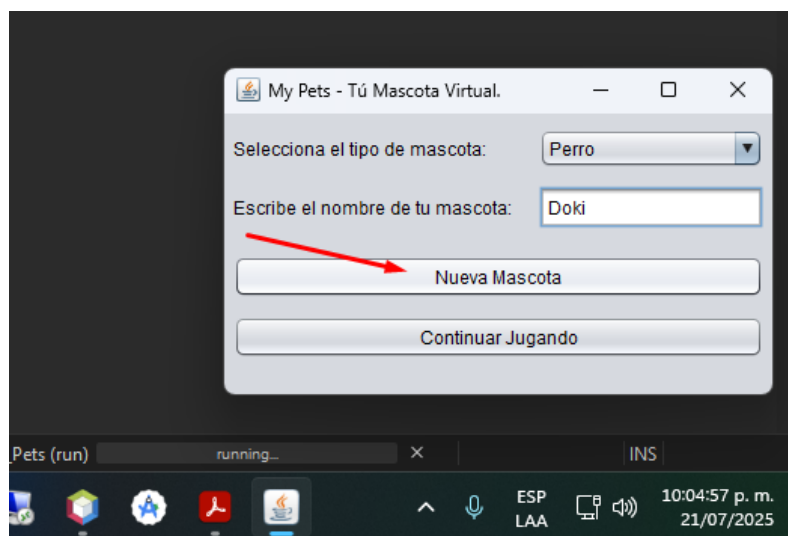 My Pets - Tú Mascota Virtual.
Selecciona el tipo de mascota: Perro
Escribe el nombre de tu mascota: Doki
Nueva Mascota
Continuar Jugando
_Pets (run) running... INS
ESP 10:04:57 p. m.
LAA 21/07/2025